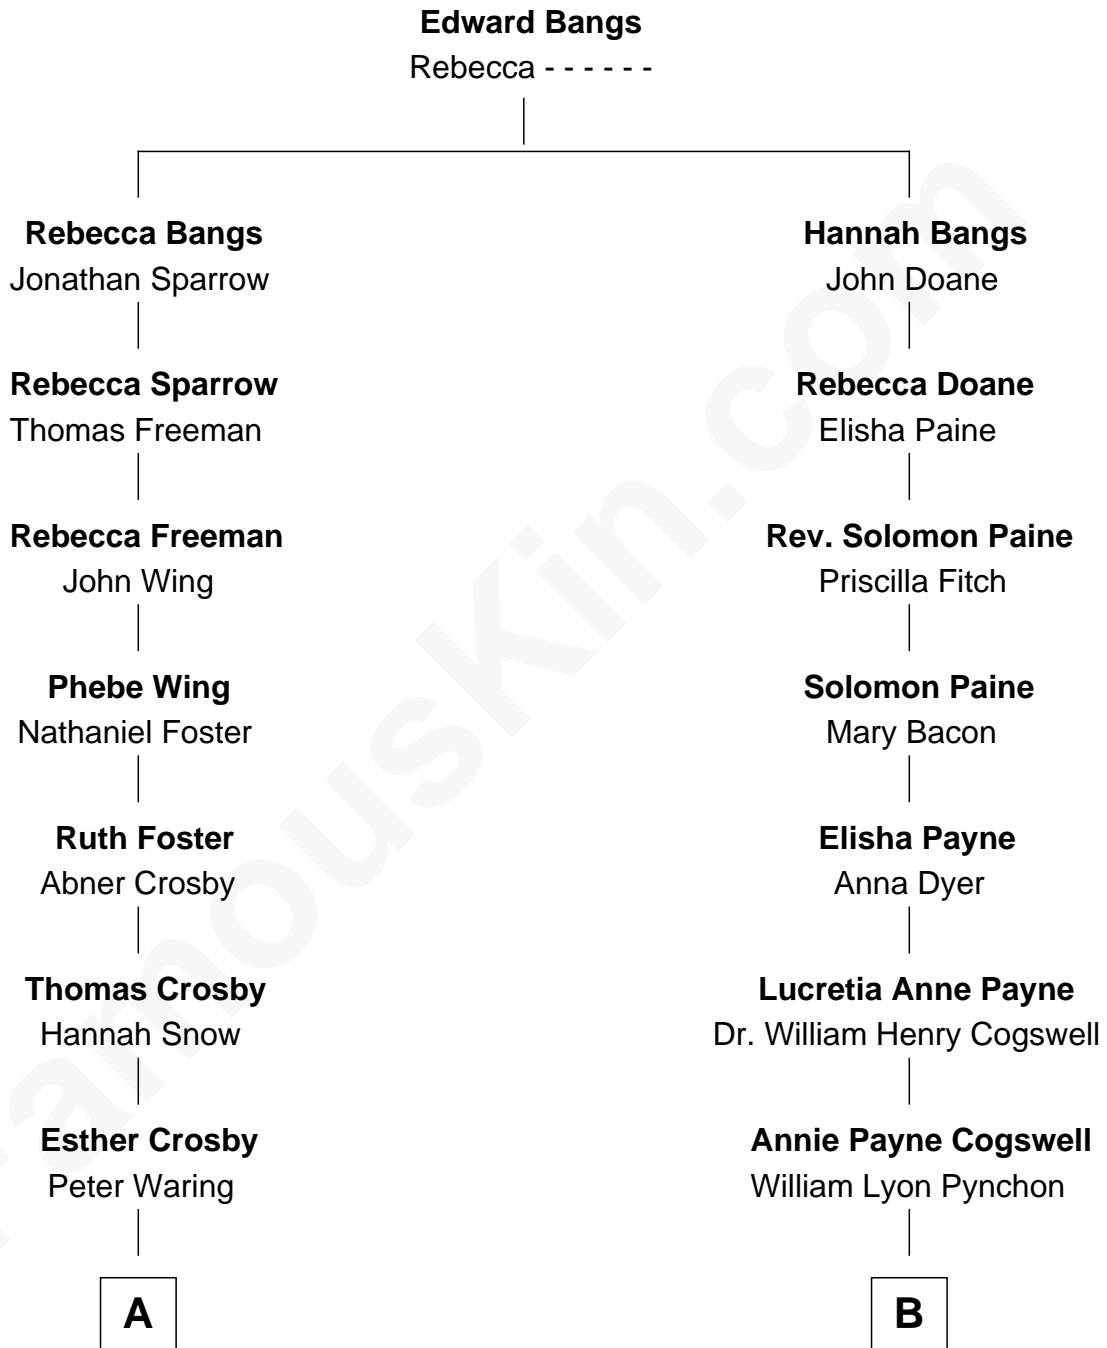 Edward Bangs
Rebecca - - - - - -
Rebecca Bangs
Jonathan Sparrow
Hannah Bangs
John Doane
Rebecca Sparrow
Thomas Freeman
Rebecca Doane
Elisha Paine
Rebecca Freeman
John Wing
Rev. Solomon Paine
Priscilla Fitch
Phebe Wing
Nathaniel Foster
Solomon Paine
Mary Bacon
Ruth Foster
Abner Crosby
Elisha Payne
Anna Dyer
Thomas Crosby
Hannah Snow
Lucretia Anne Payne
Dr. William Henry Cogswell
Esther Crosby
Peter Waring
Annie Payne Cogswell
William Lyon Pynchon
A
B
FamousKin.com